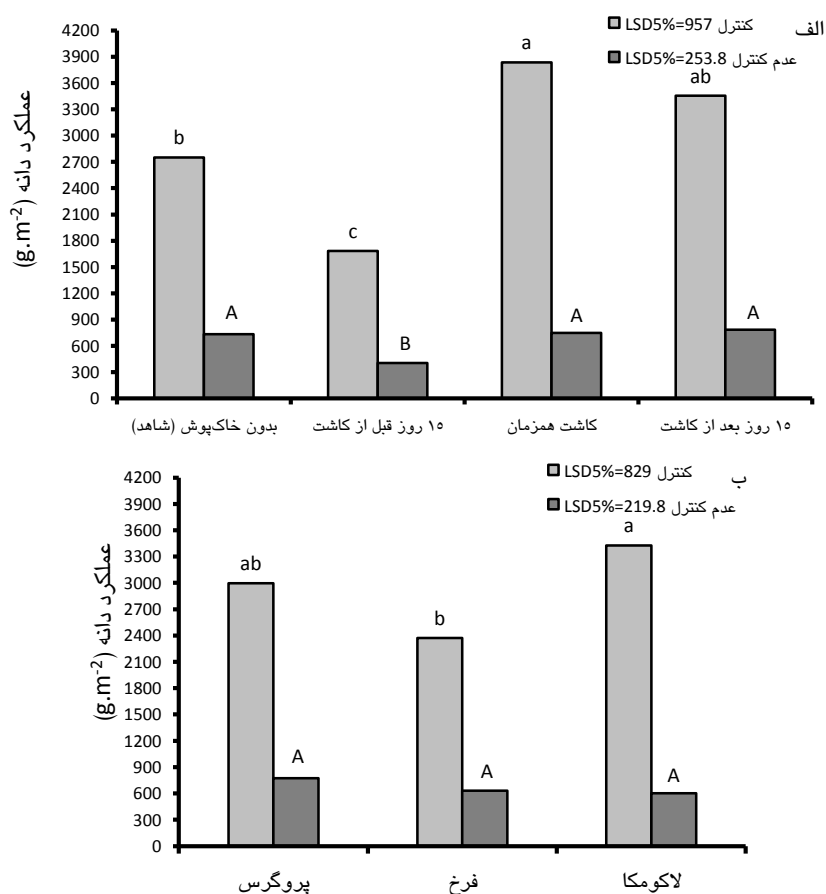 الف
کنترل LSD5%=957
عدم کنترل LSD5%=253.8
عملکرد دانه (g.m-2)
4200
3900
3600
3300
3000
2700
2400
2100
1800
1500
1200
900
600
300
0
b
A
c
B
a
A
ab
A
بدون خاک‌پوش (شاهد)
۱۵ روز قبل از کاشت
کاشت همزمان
۱۵ روز بعد از کاشت
ب
کنترل LSD5%=829
عدم کنترل LSD5%=219.8
عملکرد دانه (g.m-2)
4200
3900
3600
3300
3000
2700
2400
2100
1800
1500
1200
900
600
300
0
ab
A
b
A
a
A
پروگرس
فرخ
لاکومکا